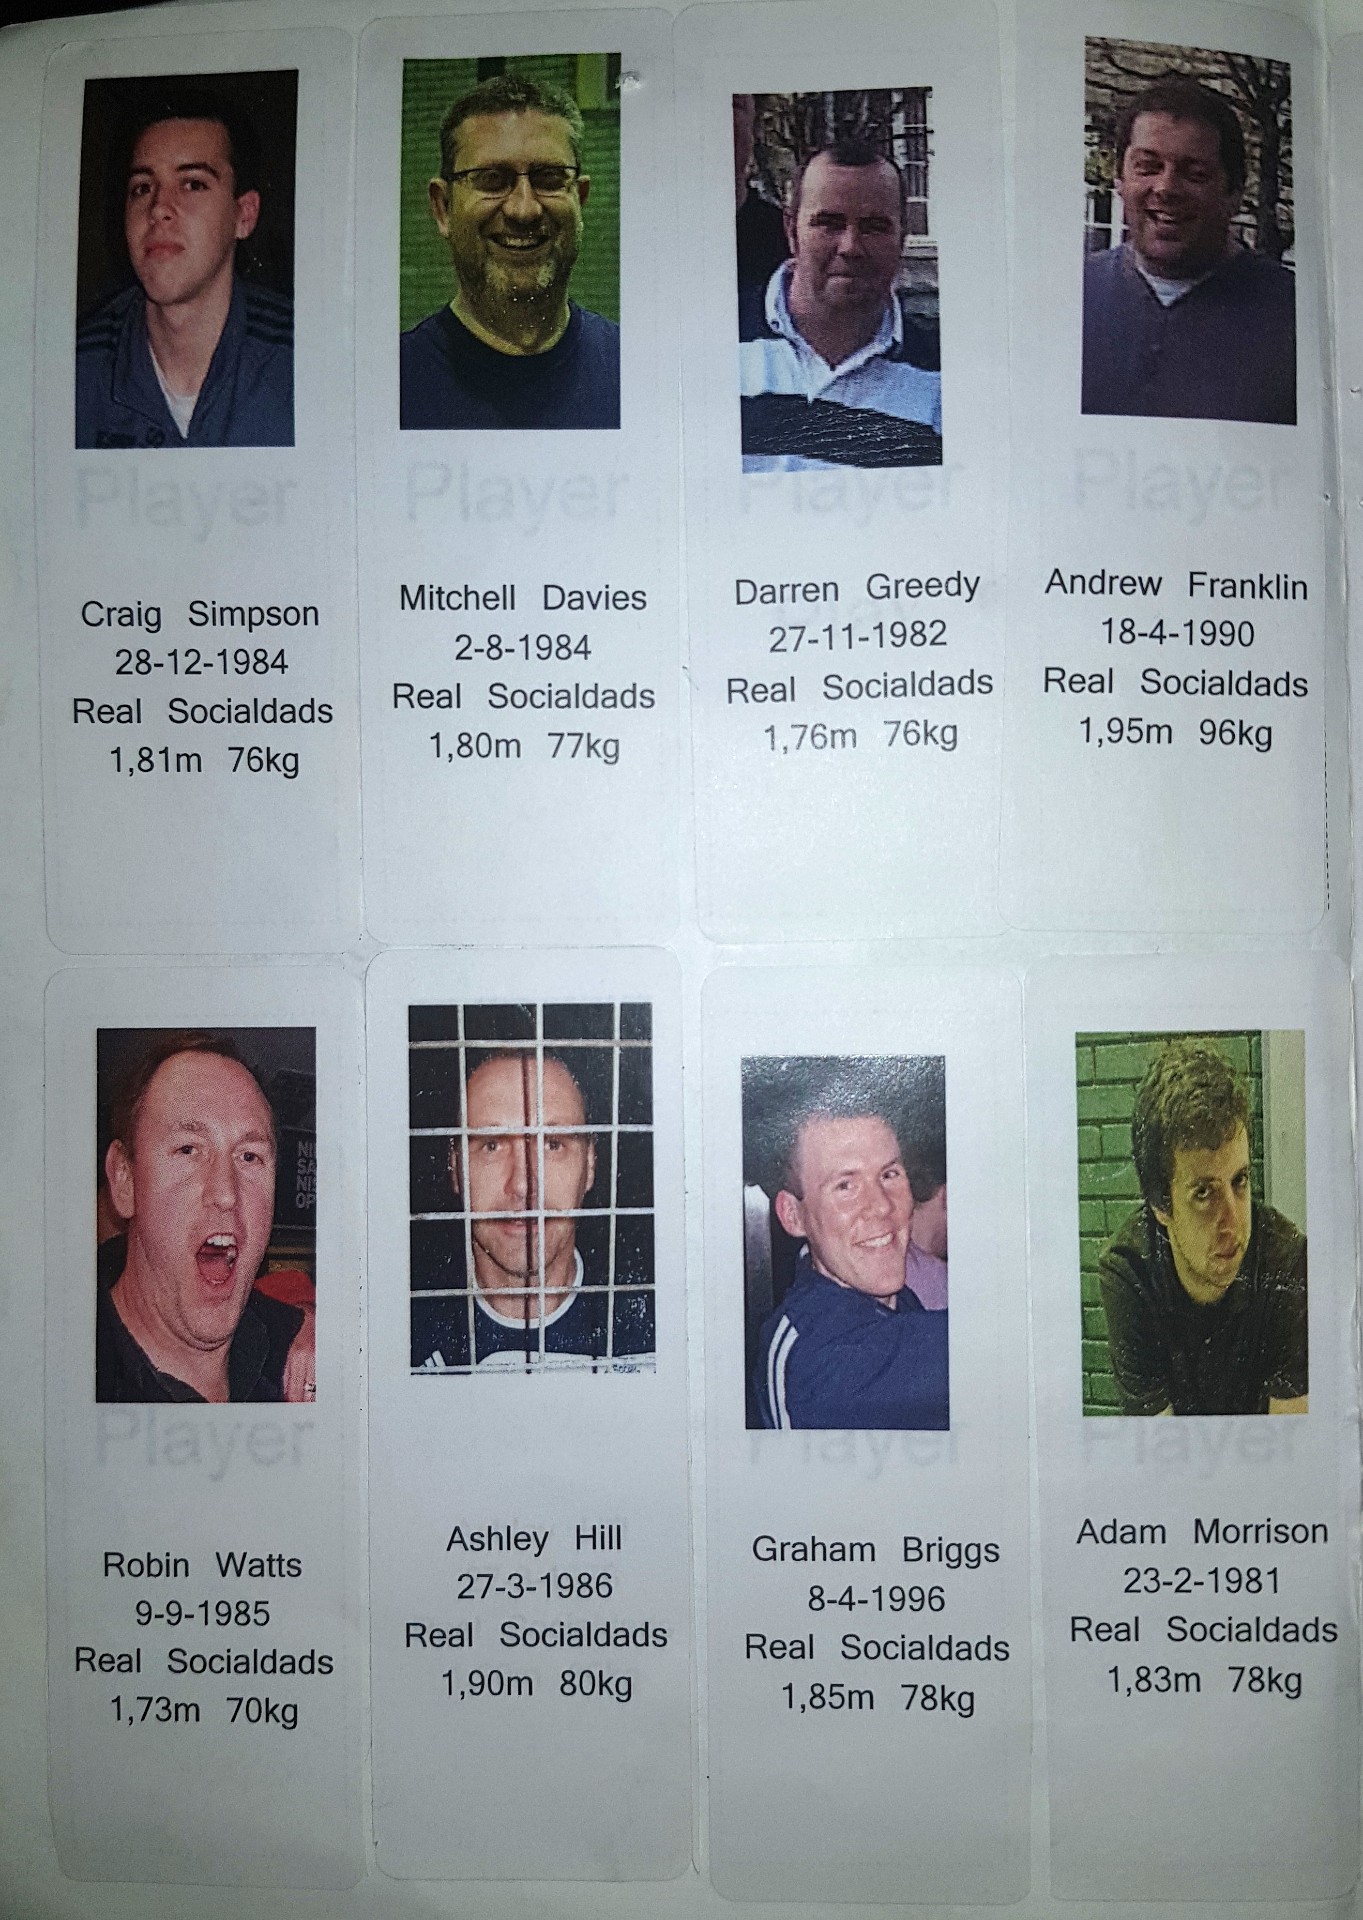 Player
Craig Simpson
28-12-1984
Real Socialdads
1,81m 76kg
Player
Mitchell Davies
2-8-1984
Real Socialdads
1,80m 77kg
Player
Darren Greedy
27-11-1982
Real Socialdads
1,76m 76kg
Player
Andrew Franklin
18-4-1990
Real Socialdads
1,95m 96kg
NI
SA
NIS
OP
Player
Robin Watts
9-9-1985
Real Socialdads
1,73m 70kg
Ashley Hill
27-3-1986
Real Socialdads
1,90m 80kg
Player
Graham Briggs
8-4-1996
Real Socialdads
1,85m 78kg
Player
Adam Morrison
23-2-1981
Real Socialdads
1,83m 78kg